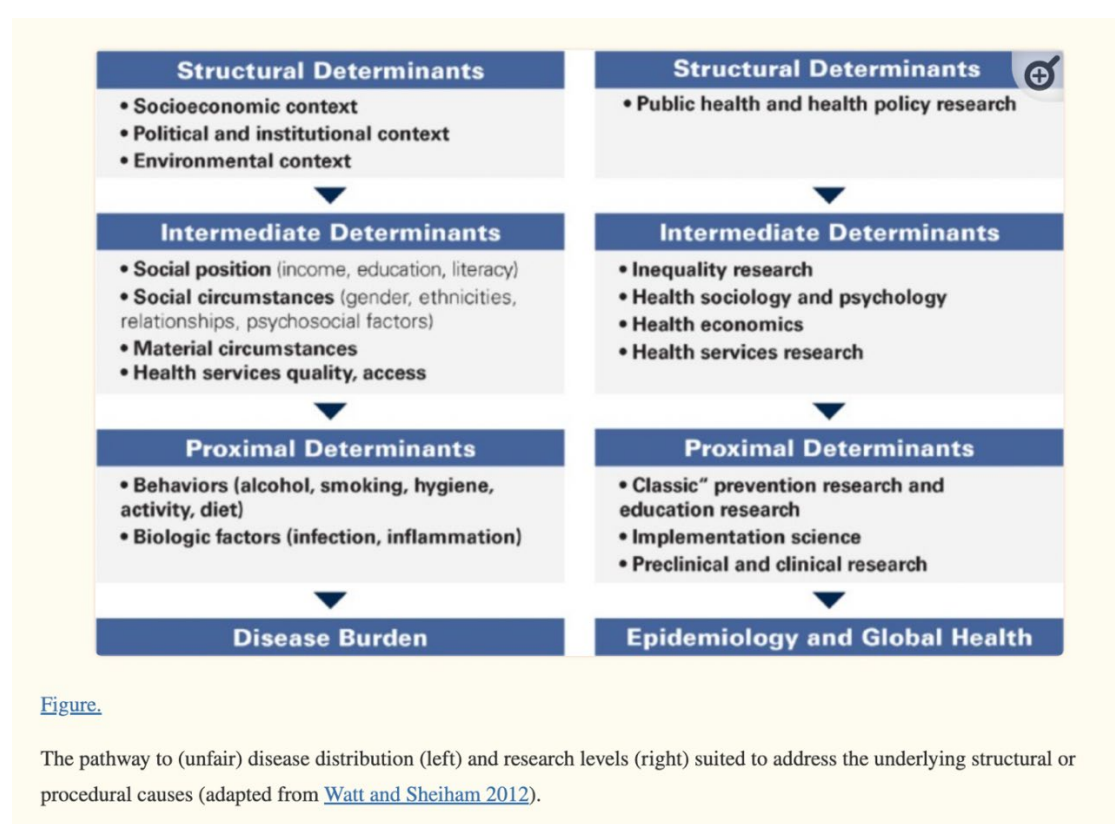 Structural Determinants
• Socioeconomic context
• Political and institutional context
• Environmental context
Intermediate Determinants
• Social position (income, education, literacy)
• Social circumstances (gender, ethnicities,
relationships, psychosocial factors)
• Material circumstances
• Health services quality, access
Proximal Determinants
• Behaviors (alcohol, smoking, hygiene,
activity, diet)
• Biologic factors (infection, inflammation)
Disease Burden
Structural Determinants
• Public health and health policy research
Intermediate Determinants
• Inequality research
• Health sociology and psychology
• Health economics
• Health services research
Proximal Determinants
• Classic” prevention research and
education research
• Implementation science
• Preclinical and clinical research
Epidemiology and Global Health
Figure.
The pathway to (unfair) disease distribution (left) and research levels (right) suited to address the underlying structural or
procedural causes (adapted from Watt and Sheiham 2012).